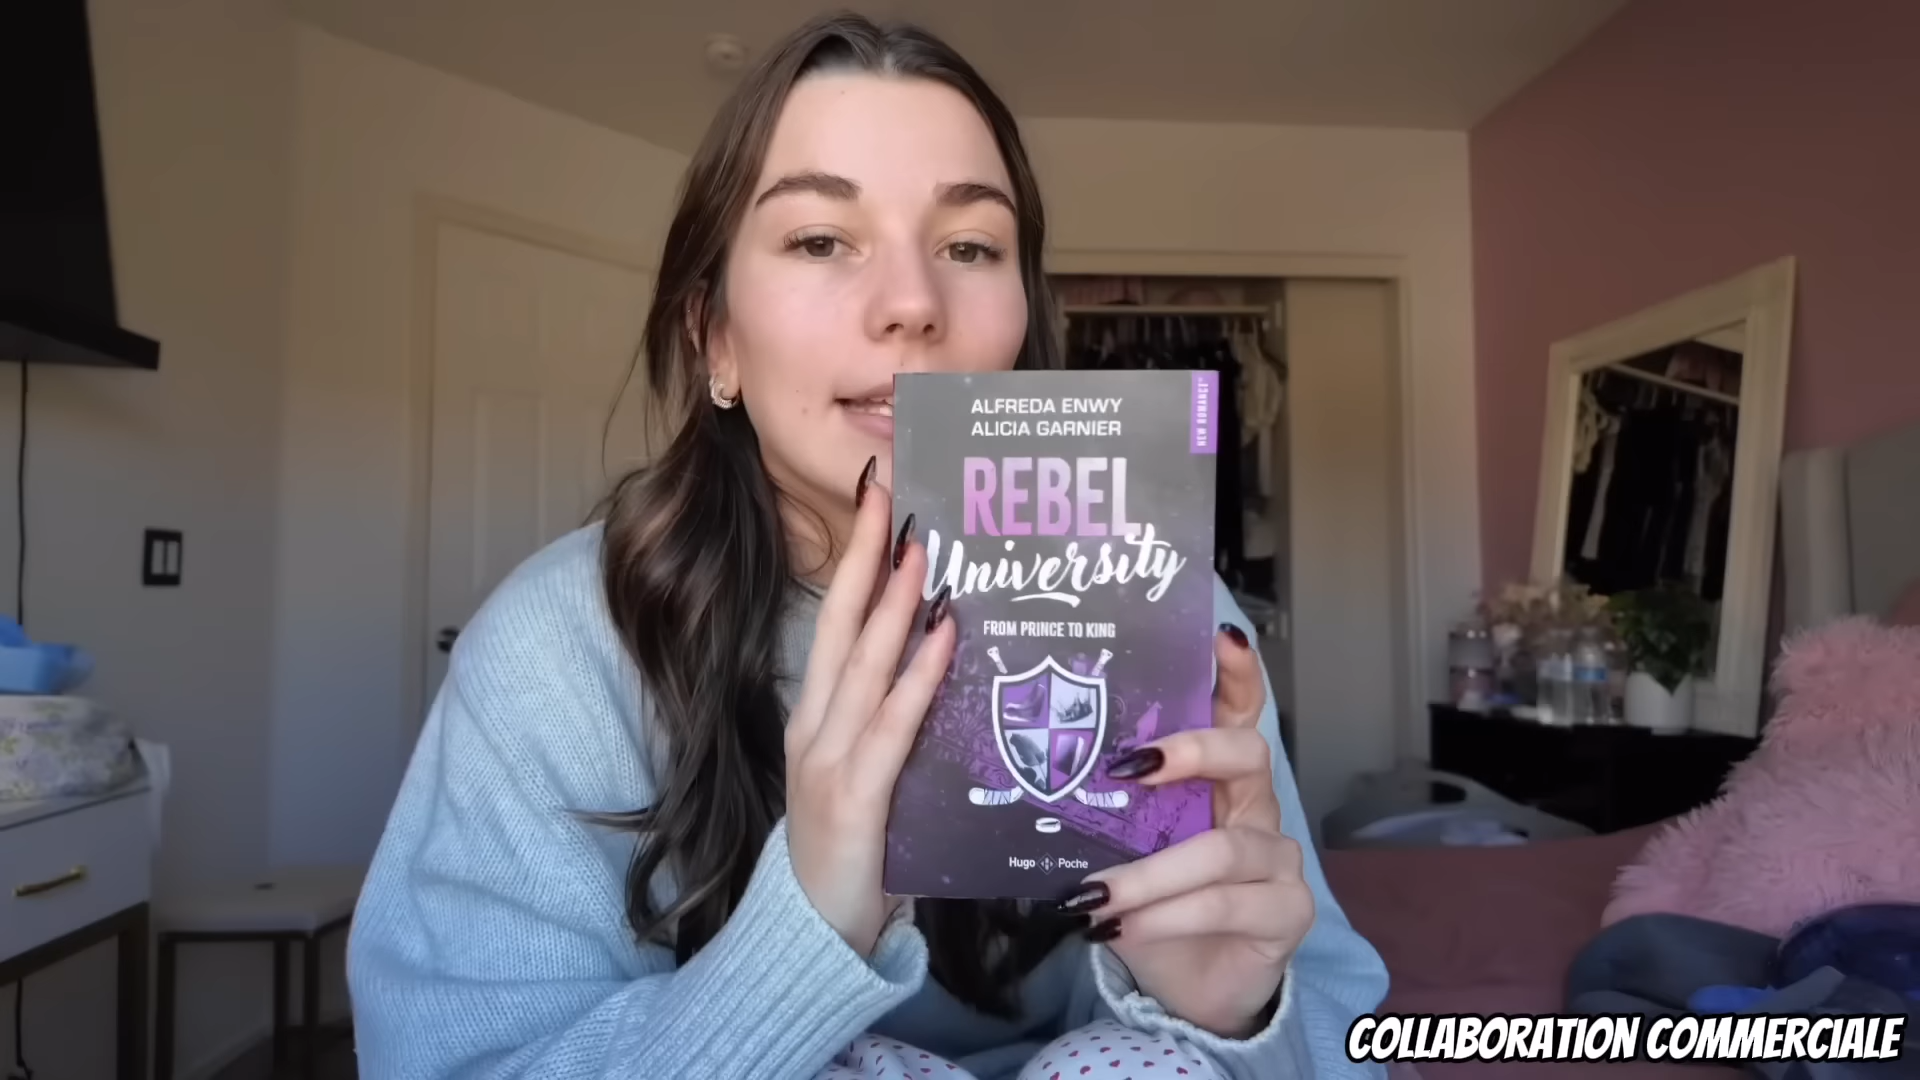 ALFREDA ENWY
ALICIA GARNIER
NEW ROMANCE®
REBEL
University
FROM PRINCE TO KING
Hugo Poche
COLLABORATION COMMERCIALE